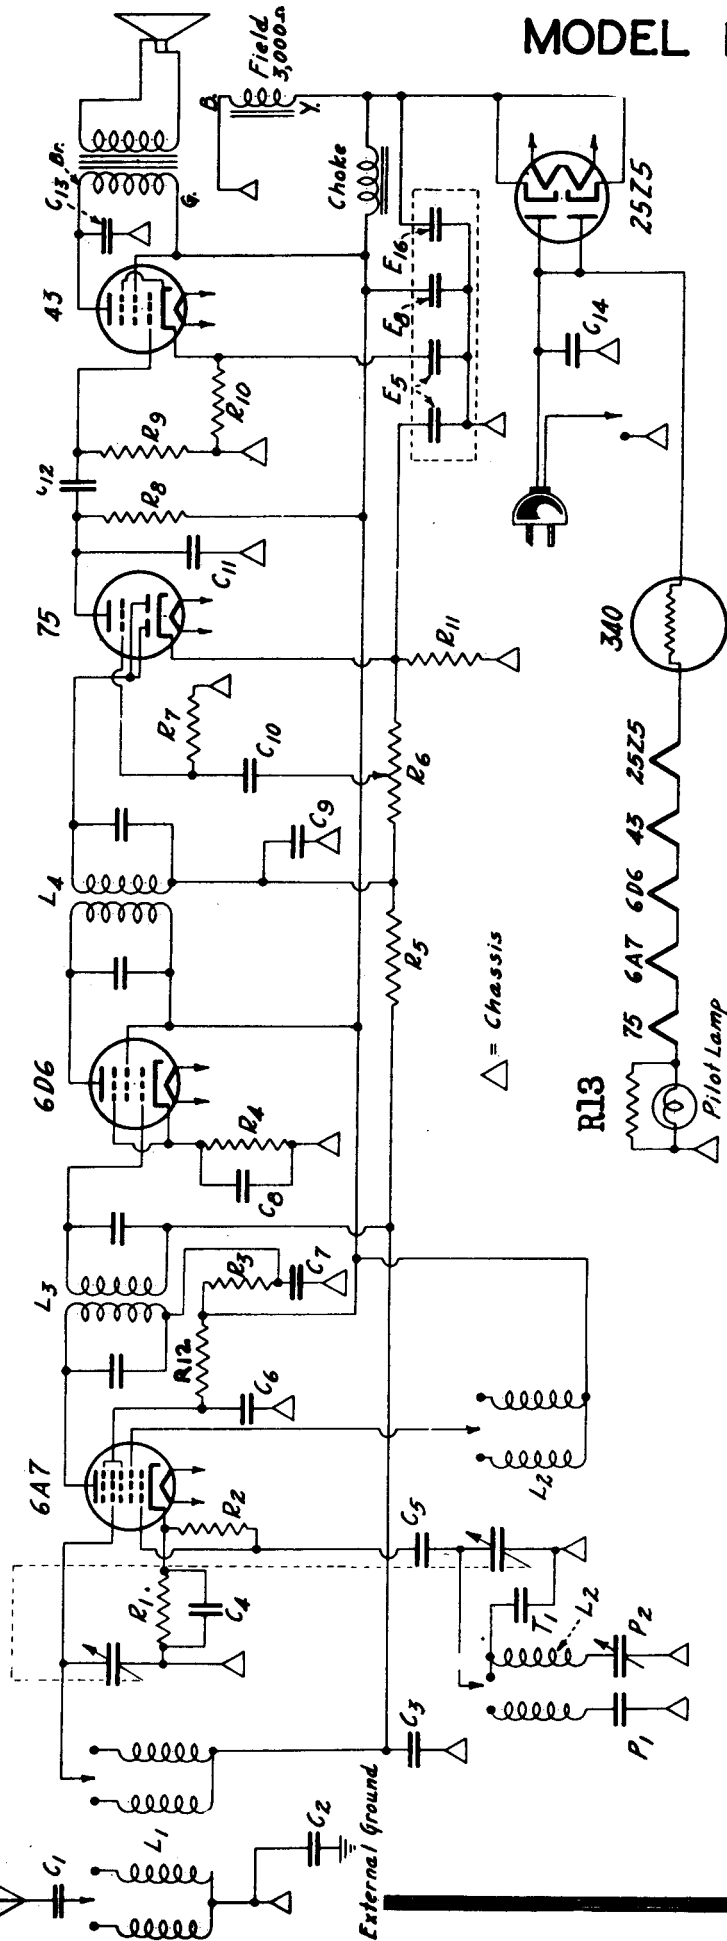 MODEL
6A7
6D6
75
43
L3
L4
C13
Br.
G.
B.
Field
3,000Ω
Y.
Choke
C1
L1
C2
External Ground
C3
R1.
C4
R2
C5
T1
L2
P1
P2
L2
C6
R12
R3
C7
C8
R4
R5
C9
R6
C10
R7
R11
C11
R8
C12
R9
R10
E5
E8
E16
C14
25Z5
△ = Chassis
R13
Pilot Lamp
75
6A7
6D6
43
25Z5
340